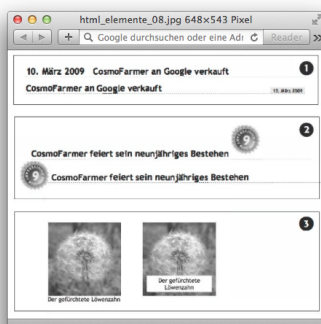 html_elemente_08.jpg 648×543 Pixel
Google durchsuchen oder eine Adr
Reader
1
10. März 2009 CosmoFarmer an Google verkauft
CosmoFarmer an Google verkauft
10. März 2009
2
9
CosmoFarmer feiert sein neunjähriges Bestehen
9
CosmoFarmer feiert sein neunjähriges Bestehen
3
Der gefürchtete Löwenzahn
Der gefürchtete
Löwenzahn